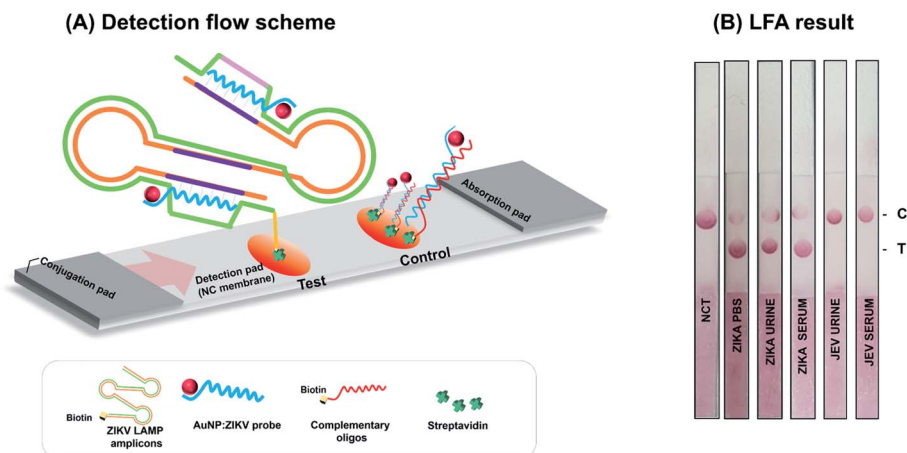 (A) Detection flow scheme
(B) LFA result
Absorption pad
Control
Test
Detection pad
(NC membrane)
Conjugation pad
Biotin
ZIKV LAMP
amplicons
AuNP:ZIKV probe
Biotin
Complementary
oligos
Streptavidin
- C
- T
NCT
ZIKA PBS
ZIKA URINE
ZIKA SERUM
JEV URINE
JEV SERUM